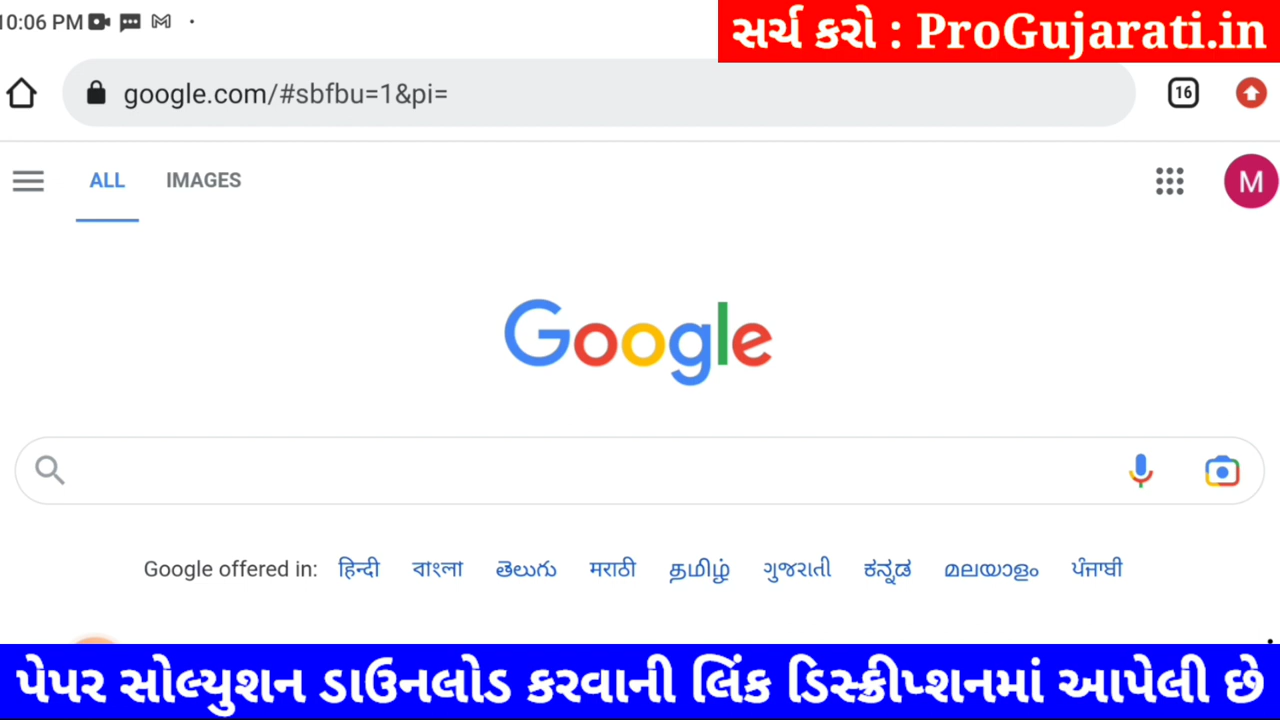 10:06 PM
સર્ચ કરો : ProGujarati.in
google.com/#sbfbu=1&pi=
16
ALL IMAGES
M
Google
Google offered in: हिन्दी বাংলা తెలుగు मराठी தமிழ் ગુજરાતી ಕನ್ನಡ മലയാളം ਪੰਜਾਬੀ
પેપર સોલ્યુશન ડાઉનલોડ કરવાની લિંક ડિસ્ક્રીપ્શનમાં આપેલી છે